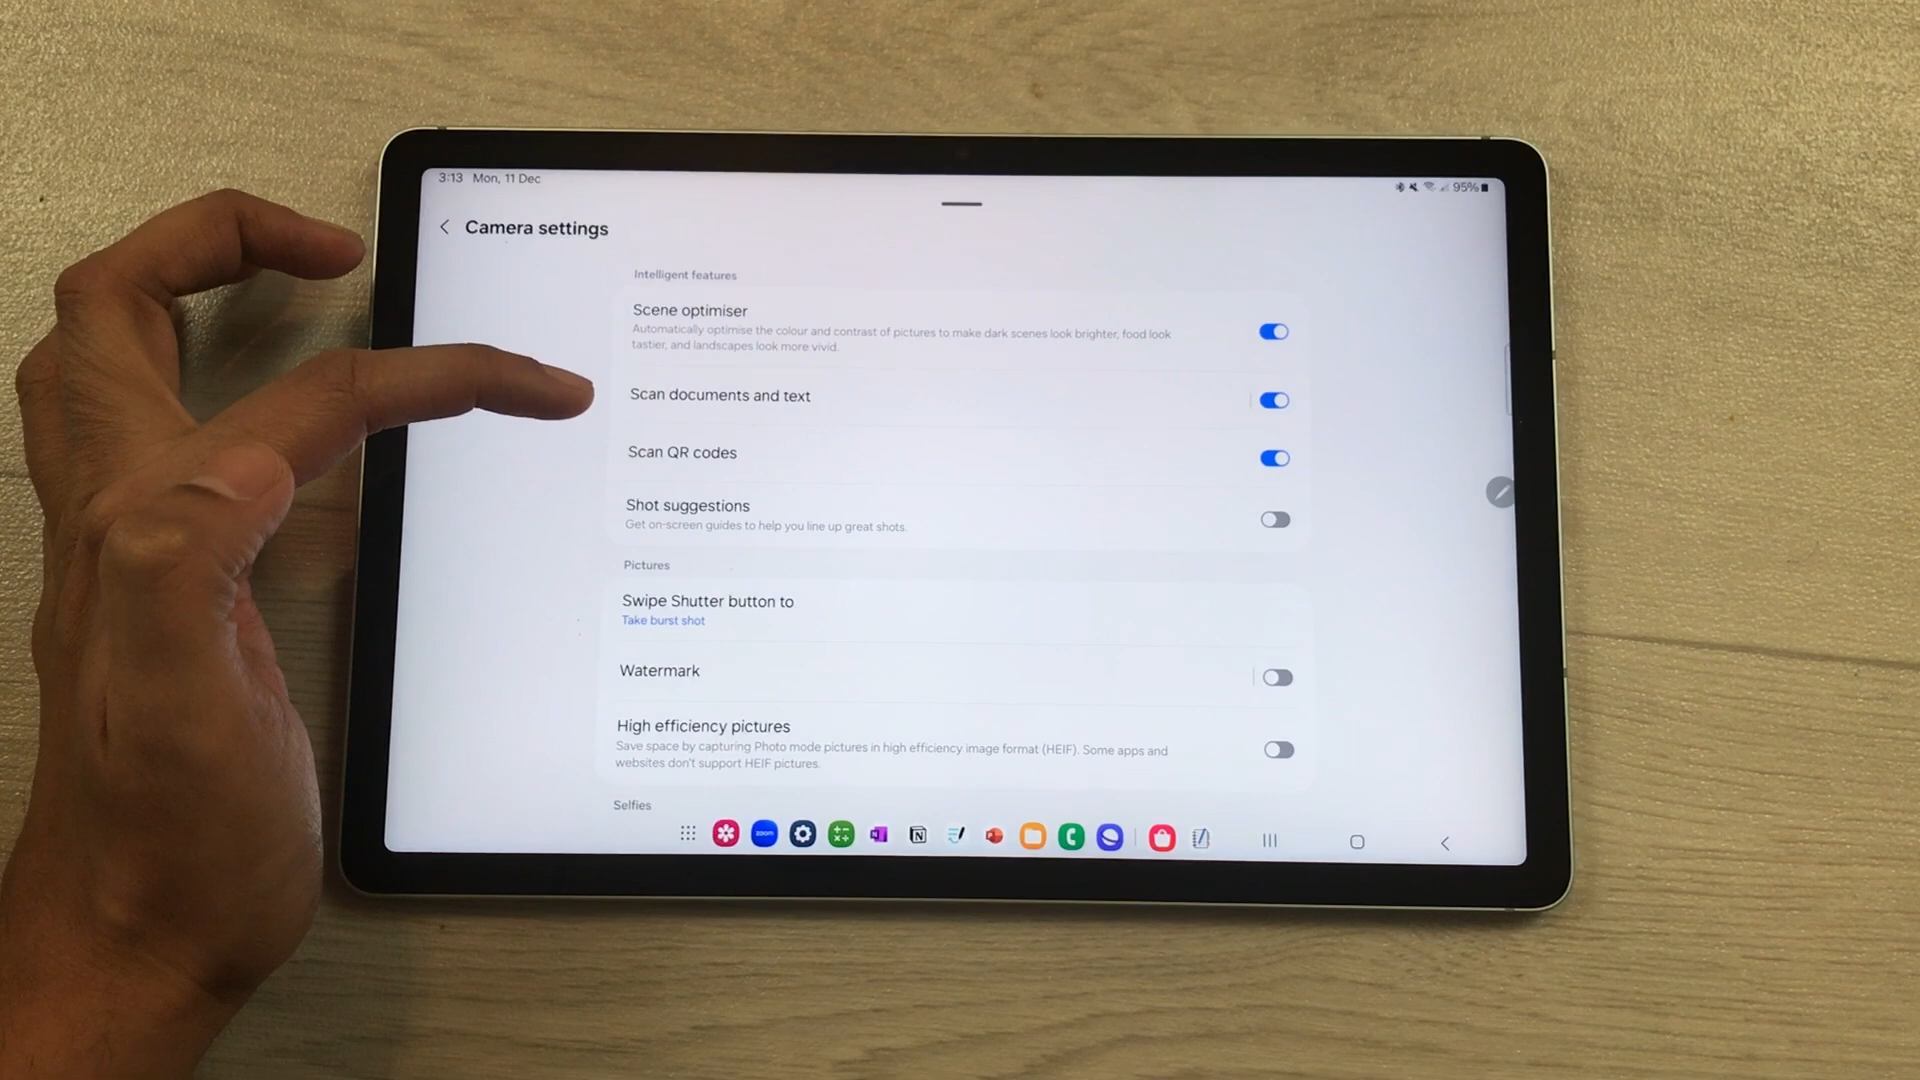 3:13 Mon, 11 Dec
95%
Camera settings
Intelligent features
Scene optimiser
Automatically optimise the colour and contrast of pictures to make dark scenes look brighter, food look
tastier, and landscapes look more vivid.
Scan documents and text
Scan QR codes
Shot suggestions
Get on-screen guides to help you line up great shots.
Pictures
Swipe Shutter button to
Take burst shot
Watermark
High efficiency pictures
Save space by capturing Photo mode pictures in high efficiency image format (HEIF). Some apps and
websites don't support HEIF pictures.
Selfies
zoom
N
N
P